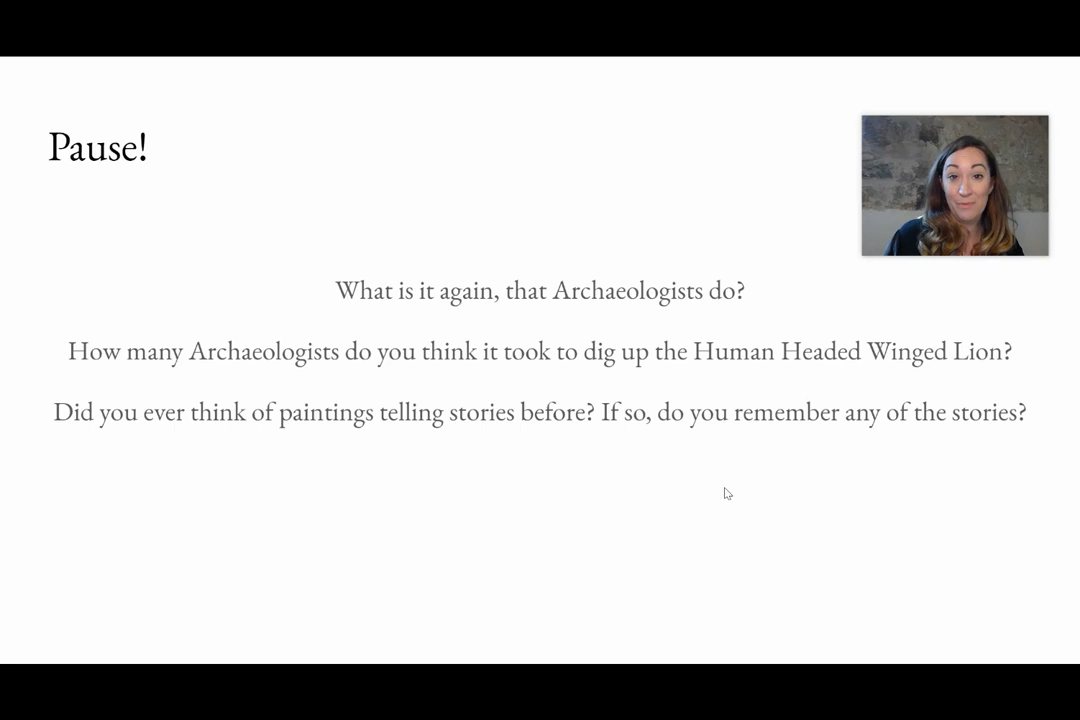 Pause!
What is it again, that Archaeologists do?
How many Archaeologists do you think it took to dig up the Human Headed Winged Lion?
Did you ever think of paintings telling stories before? If so, do you remember any of the stories?